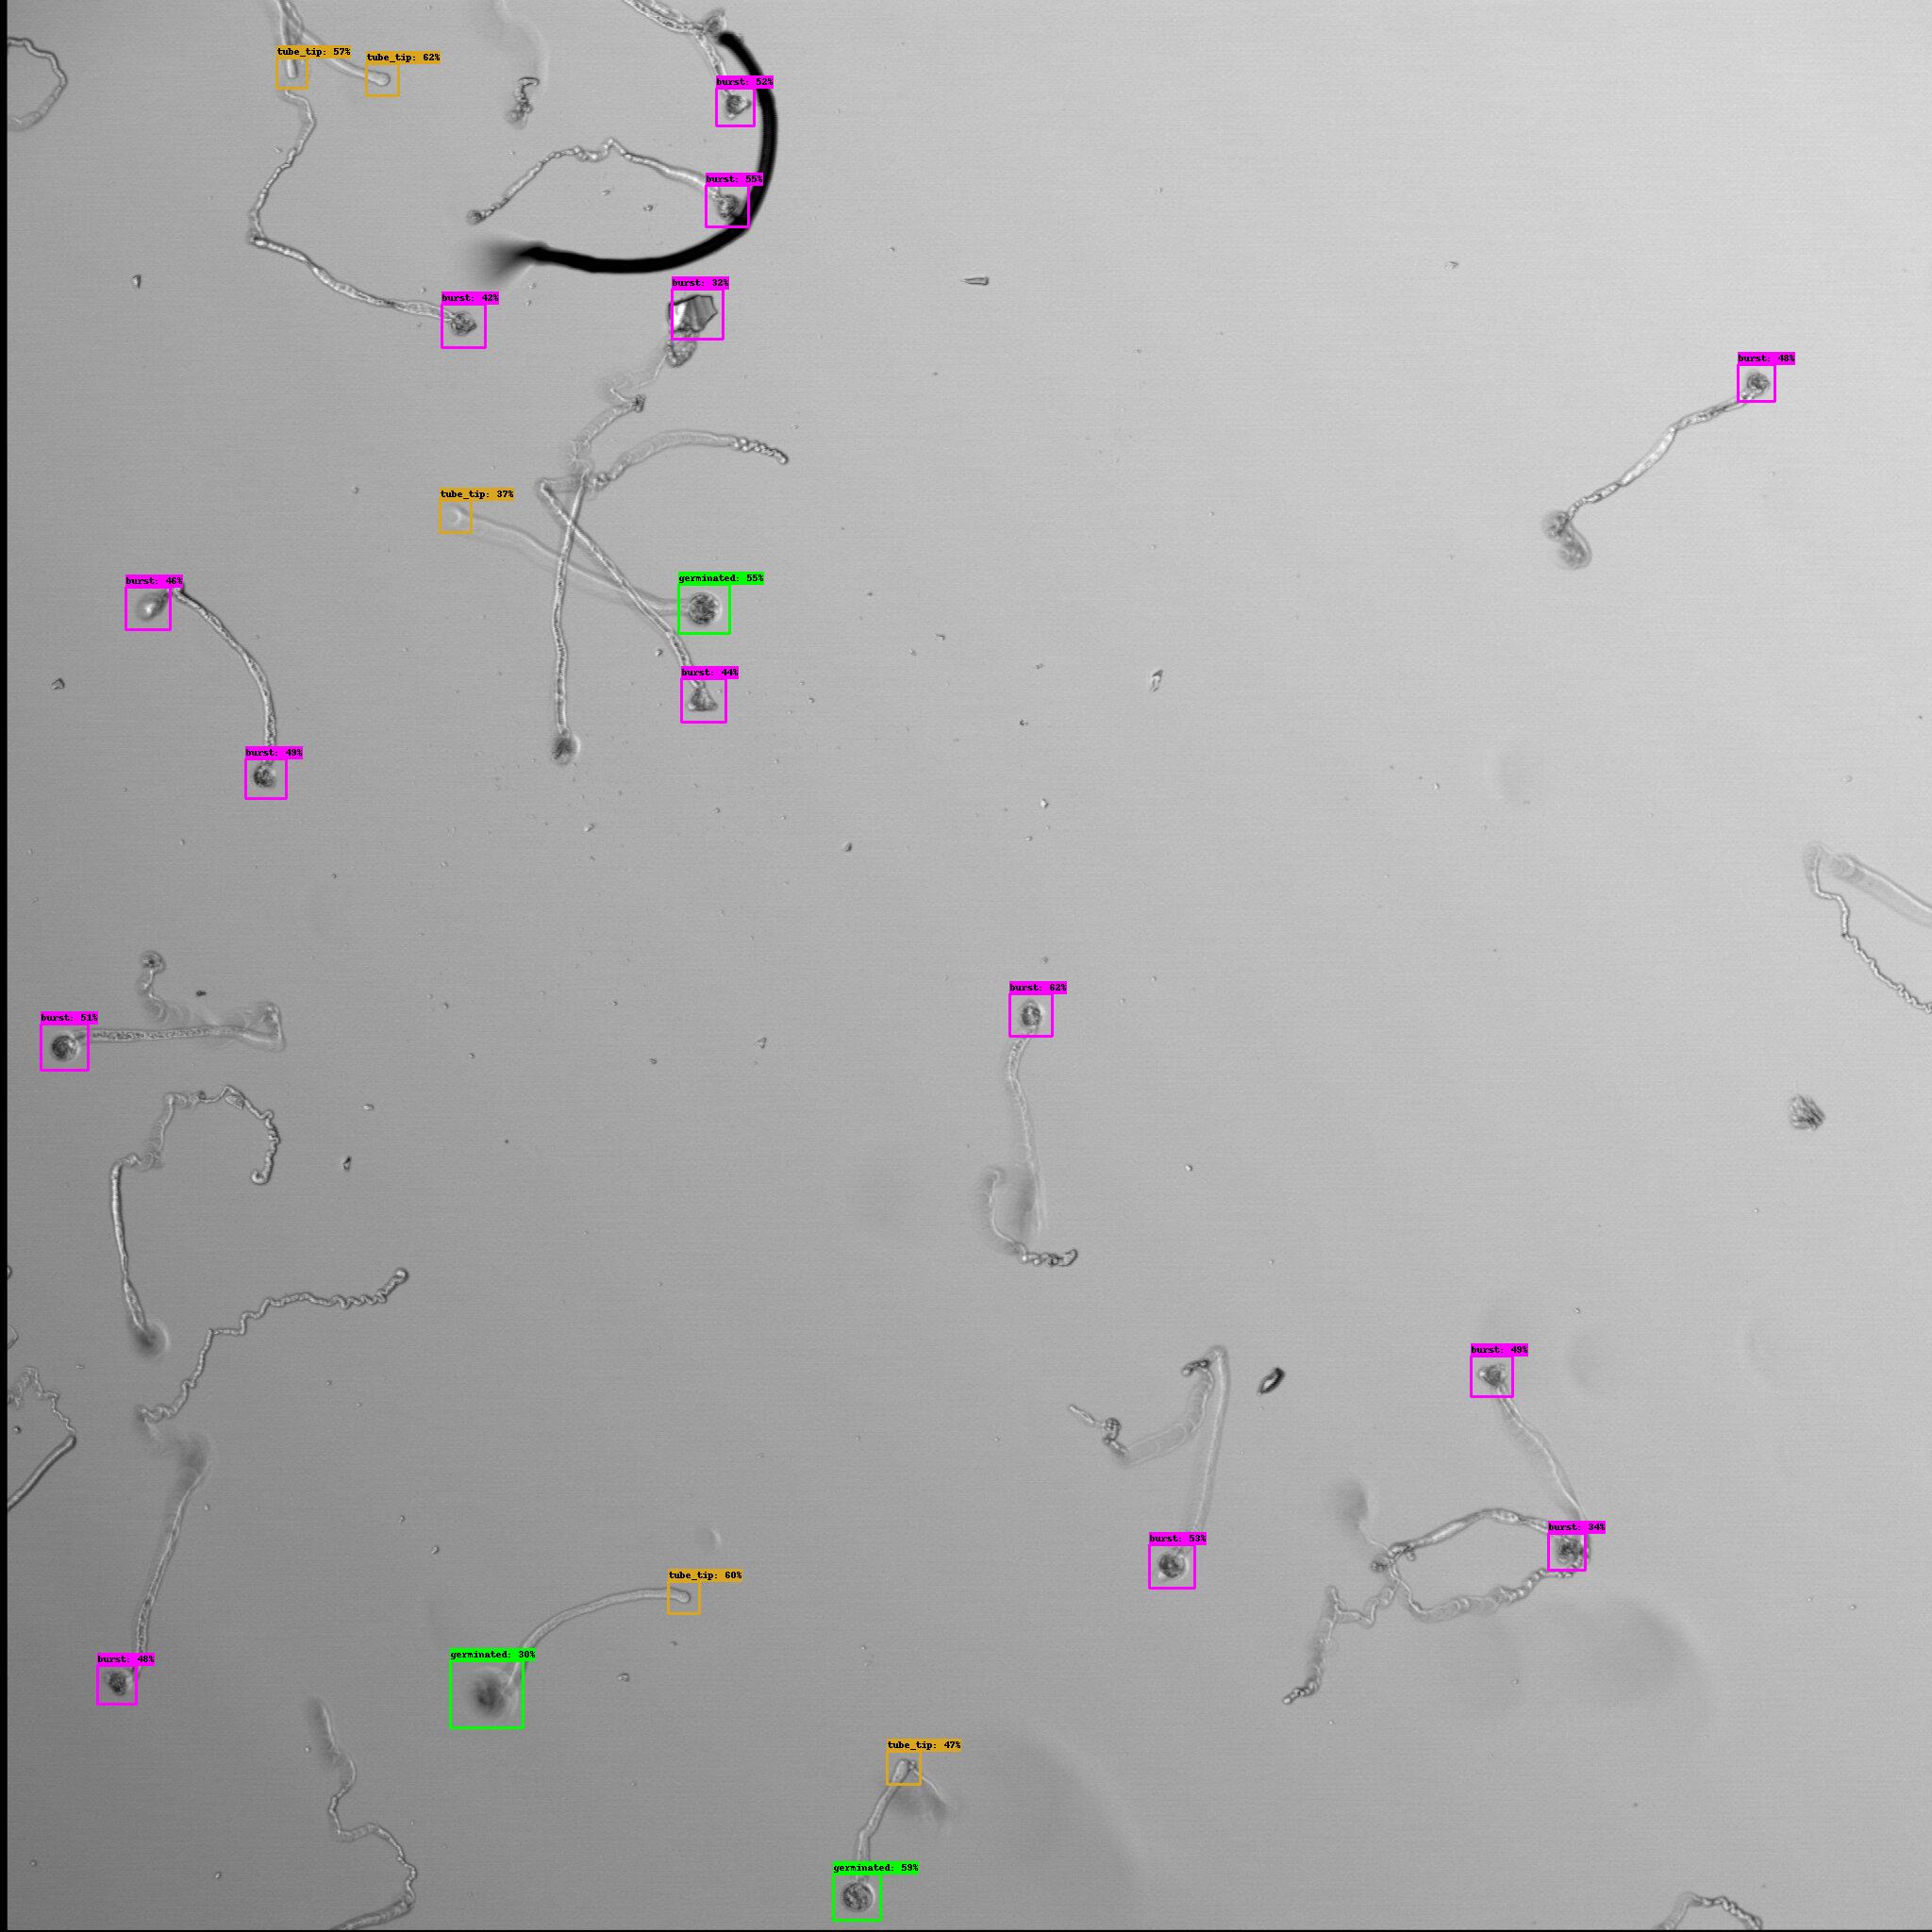 tube_tip: 57%
tube_tip: 62%
burst: 52%
burst: 55%
burst: 32%
burst: 42%
burst: 48%
tube_tip: 37%
germinated: 55%
burst: 46%
burst: 44%
burst: 49%
burst: 62%
burst: 51%
burst: 49%
burst: 34%
burst: 53%
tube_tip: 60%
germinated: 30%
burst: 48%
tube_tip: 47%
germinated: 59%